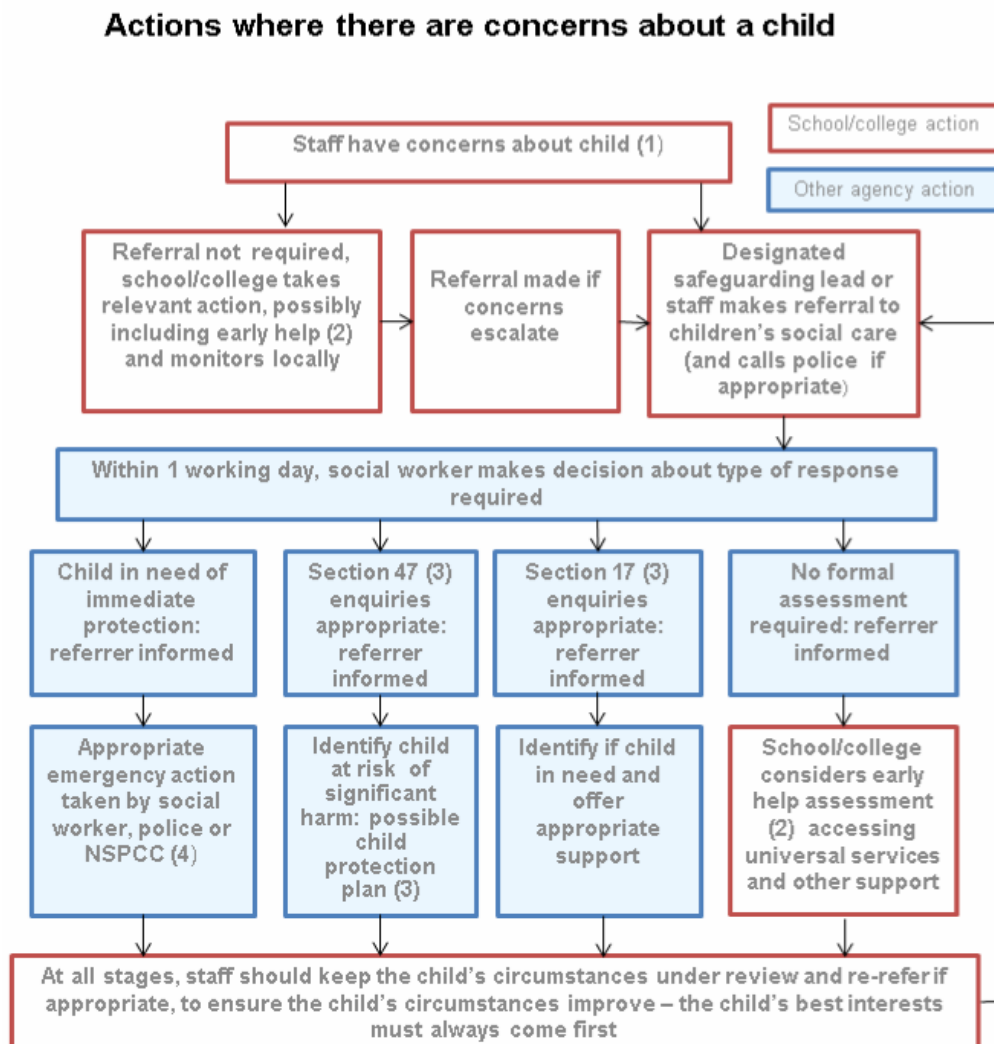 Actions where there are concerns about a child
School/college action
Staff have concerns about child (1)
Other agency action
Referral not required,
school/college takes
relevant action, possibly
including early help (2)
and monitors locally
Referral made if
concerns
escalate
Designated
safeguarding lead or
staff makes referral to
children's social care
(and calls police if
appropriate)
Within 1 working day, social worker makes decision about type of response
required
Child in need of
immediate
protection:
referrer informed
Section 47 (3)
enquiries
appropriate:
referrer
informed
Section 17 (3)
enquiries
appropriate:
referrer
informed
No formal
assessment
required: referrer
informed
Appropriate
emergency action
taken by social
worker, police or
NSPCC (4)
Identify child
at risk of
significant
harm: possible
child
protection
plan (3)
Identify if child
in need and
offer
appropriate
support
School/college
considers early
help assessment
(2) accessing
universal services
and other support
At all stages, staff should keep the child's circumstances under review and re-refer if
appropriate, to ensure the child's circumstances improve – the child's best interests
must always come first